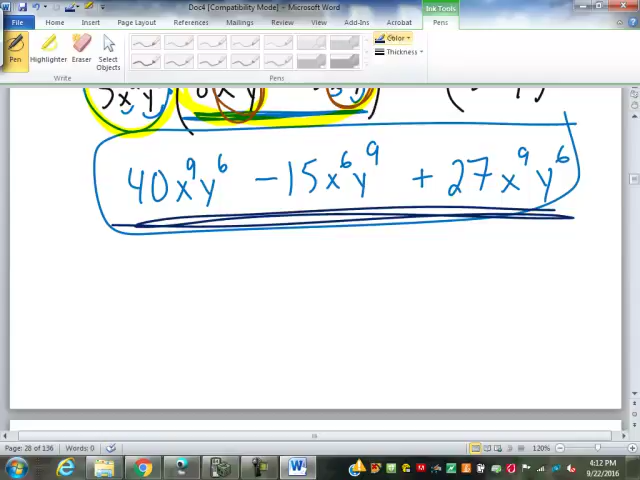 Doc4 [Compatibility Mode] - Microsoft Word
Ink Tools
File Home Insert Page Layout References Mailings Review View Add-Ins Acrobat Pens
Pen Highlighter Eraser Select Objects
Color
Thickness
Write Pens
40x⁹y⁶ - 15x⁶y⁹ + 27x⁹y⁶
Page: 28 of 136 Words: 0 120%
4:12 PM
9/22/2016